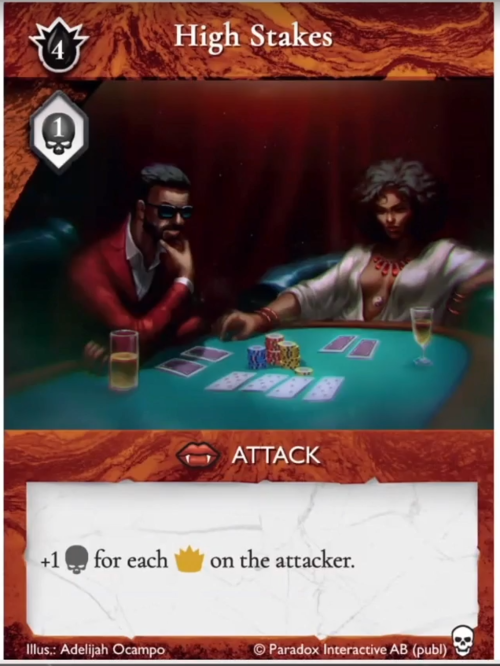 4
High Stakes
1
ATTACK
+1 for each on the attacker.
Illus.: Adelijah Ocampo
© Paradox Interactive AB (publ)